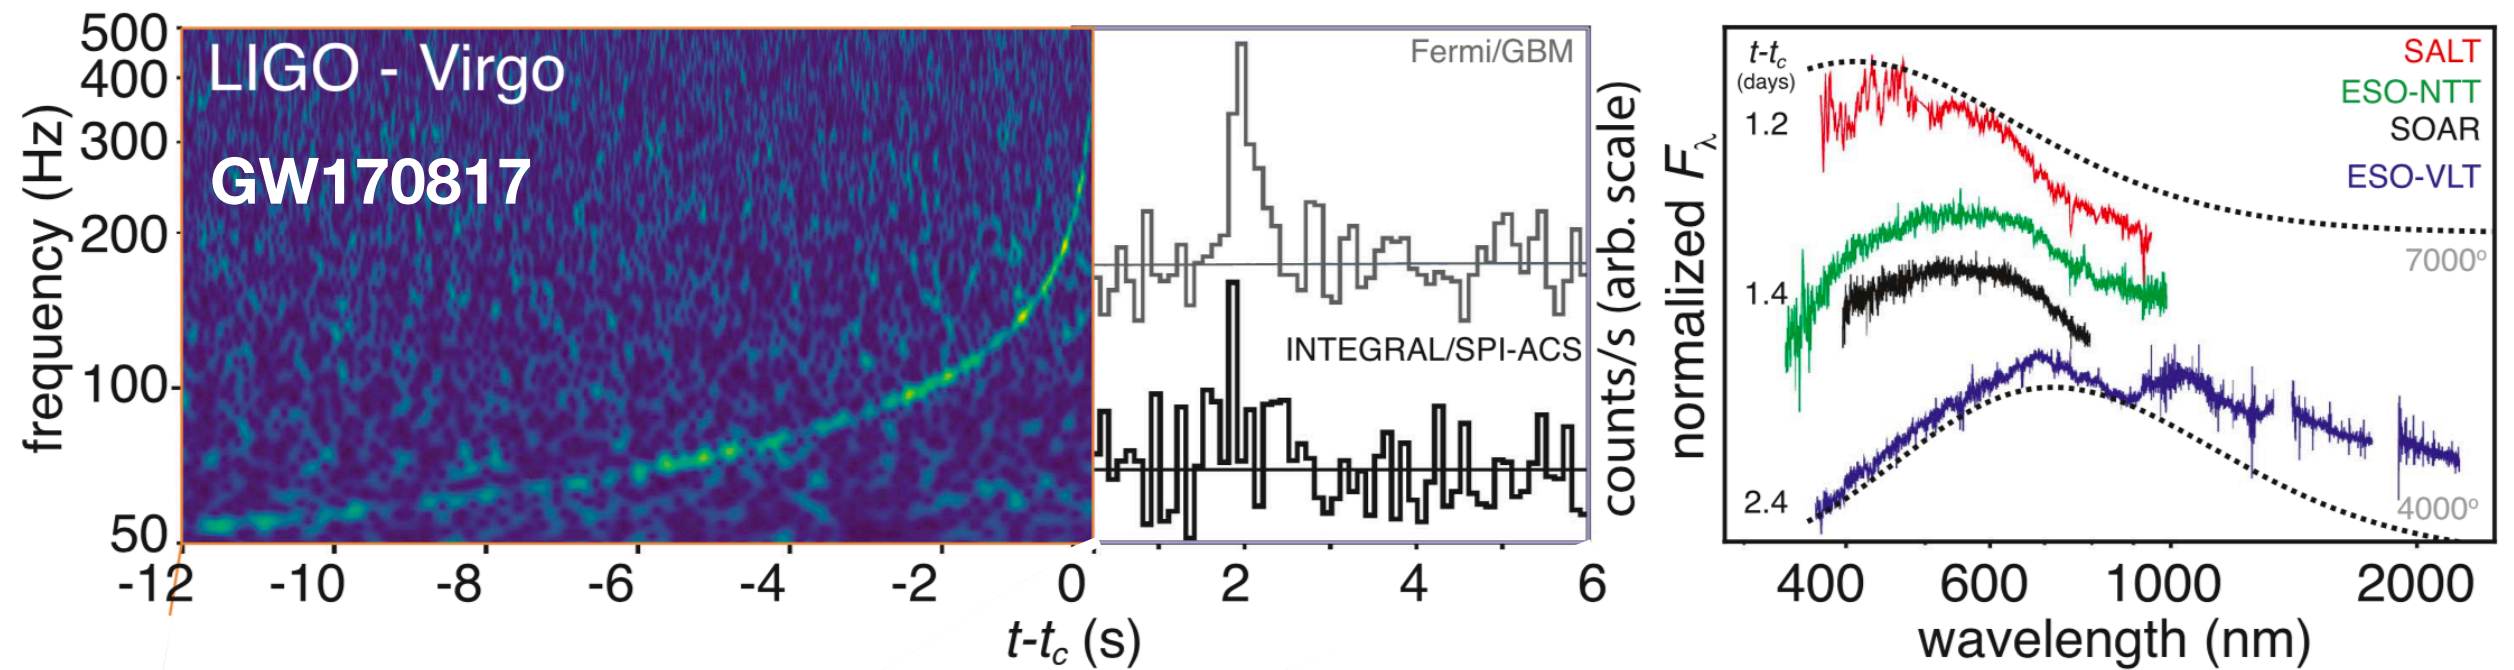 LIGO - Virgo
GW170817
frequency (Hz)
500
400
300
200
100
50
-12 -10 -8 -6 -4 -2 0 2 4 6
t-tc (s)
Fermi/GBM
INTEGRAL/SPI-ACS
counts/s (arb. scale)
normalized Fλ
t-tc
(days)
1.2
1.4
2.4
SALT
ESO-NTT
SOAR
ESO-VLT
7000º
4000º
400 600 1000 2000
wavelength (nm)